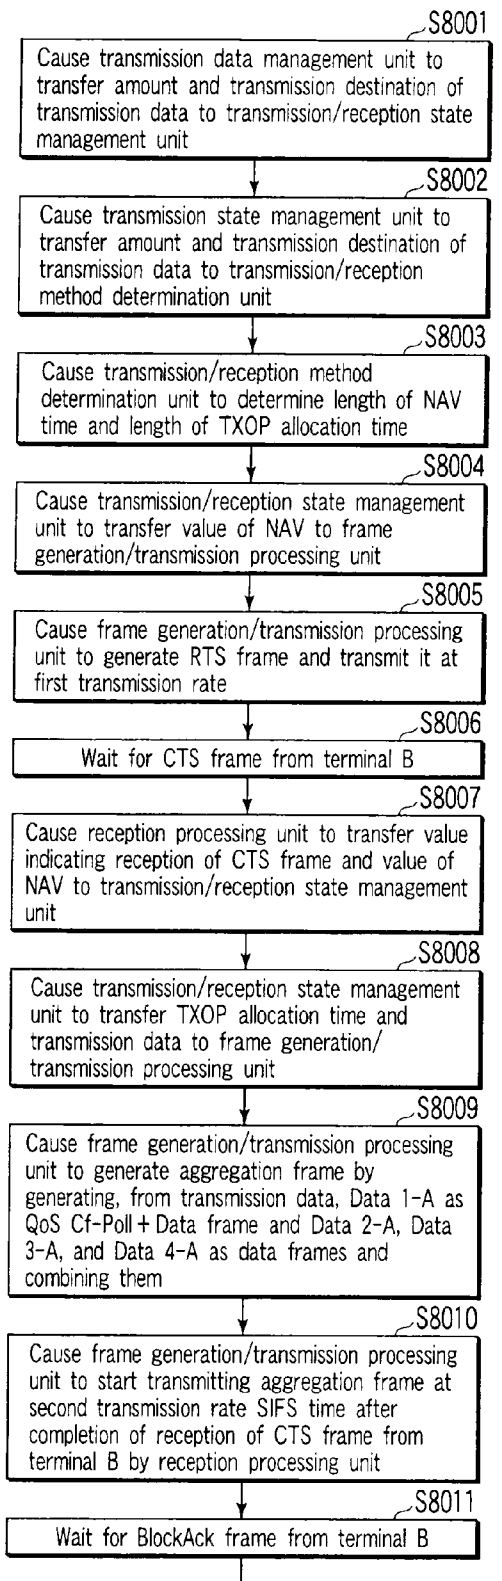 S8001
Cause transmission data management unit to
transfer amount and transmission destination of
transmission data to transmission/reception state
management unit
S8002
Cause transmission state management unit to
transfer amount and transmission destination of
transmission data to transmission/reception
method determination unit
S8003
Cause transmission/reception method
determination unit to determine length of NAV
time and length of TXOP allocation time
S8004
Cause transmission/reception state management
unit to transfer value of NAV to frame
generation/transmission processing unit
S8005
Cause frame generation/transmission processing
unit to generate RTS frame and transmit it at
first transmission rate
S8006
Wait for CTS frame from terminal B
S8007
Cause reception processing unit to transfer value
indicating reception of CTS frame and value of
NAV to transmission/reception state management
unit
S8008
Cause transmission/reception state management
unit to transfer TXOP allocation time and
transmission data to frame generation/
transmission processing unit
S8009
Cause frame generation/transmission processing
unit to generate aggregation frame by
generating, from transmission data, Data 1-A as
QoS Cf-Poll + Data frame and Data 2-A, Data
3-A, and Data 4-A as data frames and
combining them
S8010
Cause frame generation/transmission processing
unit to start transmitting aggregation frame at
second transmission rate SIFS time after
completion of reception of CTS frame from
terminal B by reception processing unit
S8011
Wait for BlockAck frame from terminal B